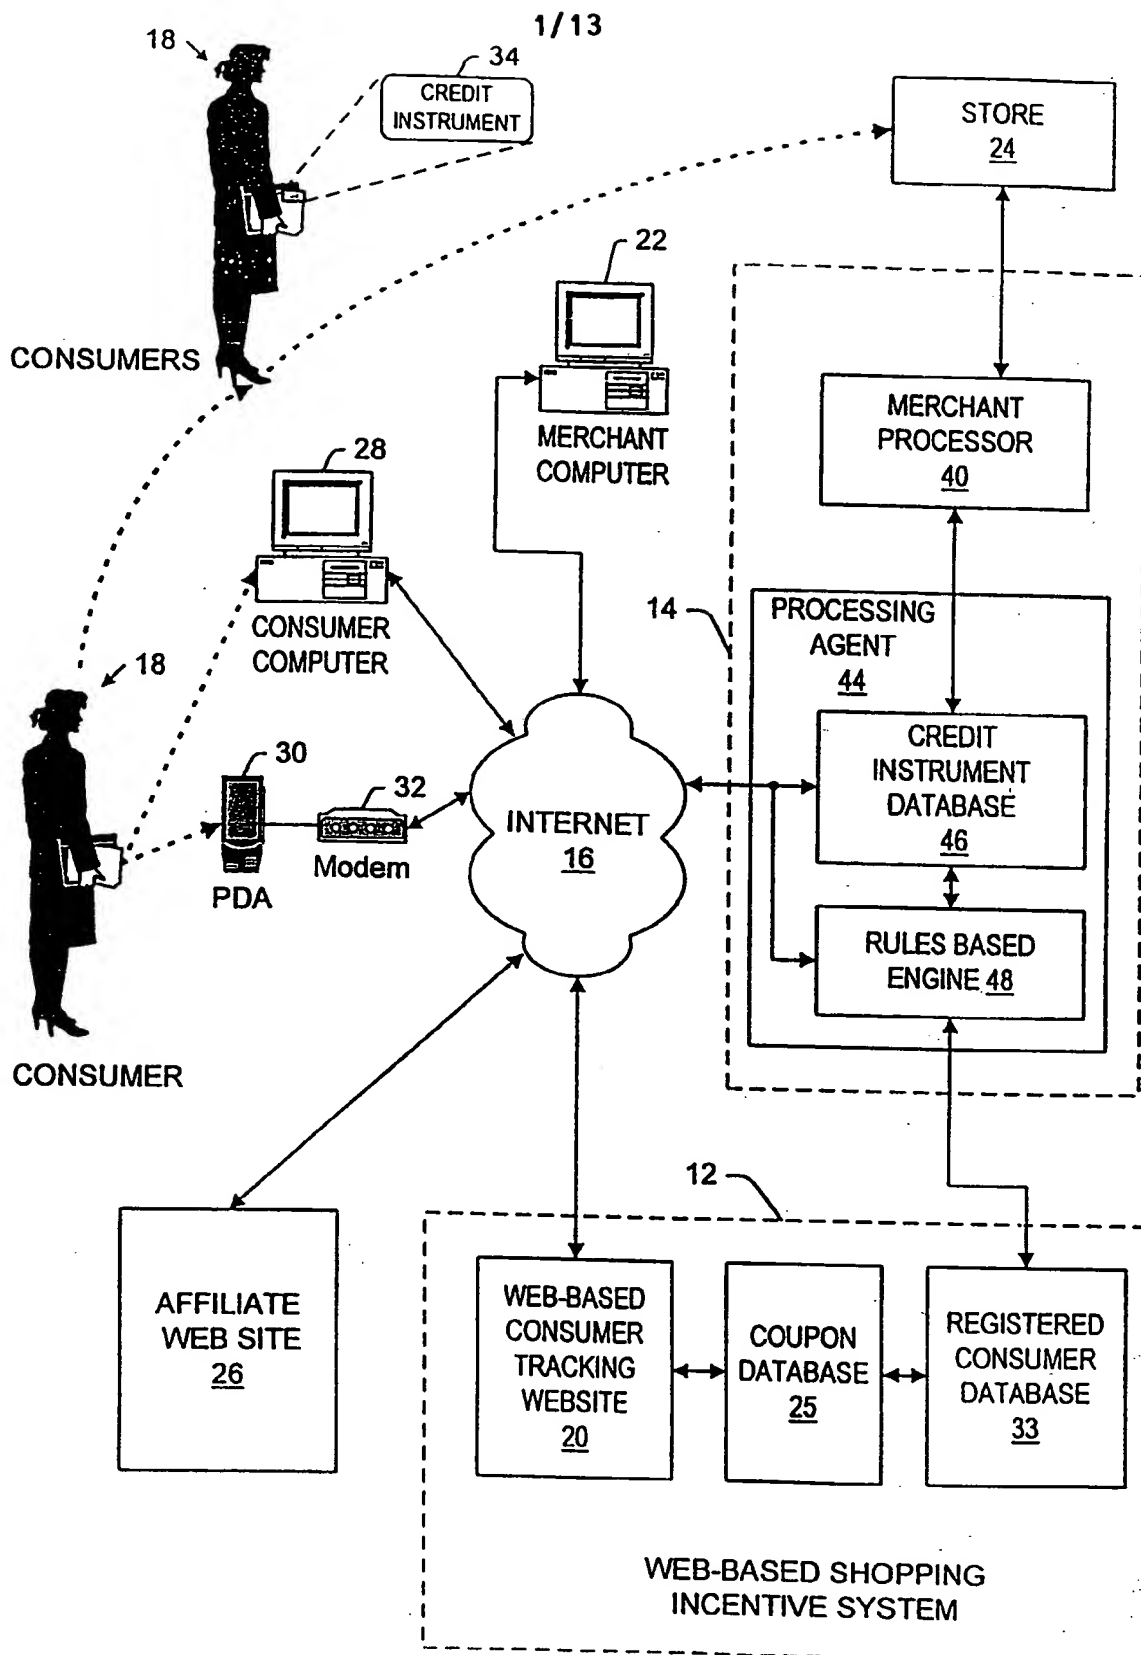 1/13
18
34
CREDIT
INSTRUMENT
STORE
24
22
CONSUMERS
MERCHANT
COMPUTER
MERCHANT
PROCESSOR
40
28
CONSUMER
COMPUTER
14
PROCESSING
AGENT
44
18
30
32
PDA
Modem
INTERNET
16
CREDIT
INSTRUMENT
DATABASE
46
RULES BASED
ENGINE 48
CONSUMER
12
AFFILIATE
WEB SITE
26
WEB-BASED
CONSUMER
TRACKING
WEBSITE
20
COUPON
DATABASE
25
REGISTERED
CONSUMER
DATABASE
33
WEB-BASED SHOPPING
INCENTIVE SYSTEM